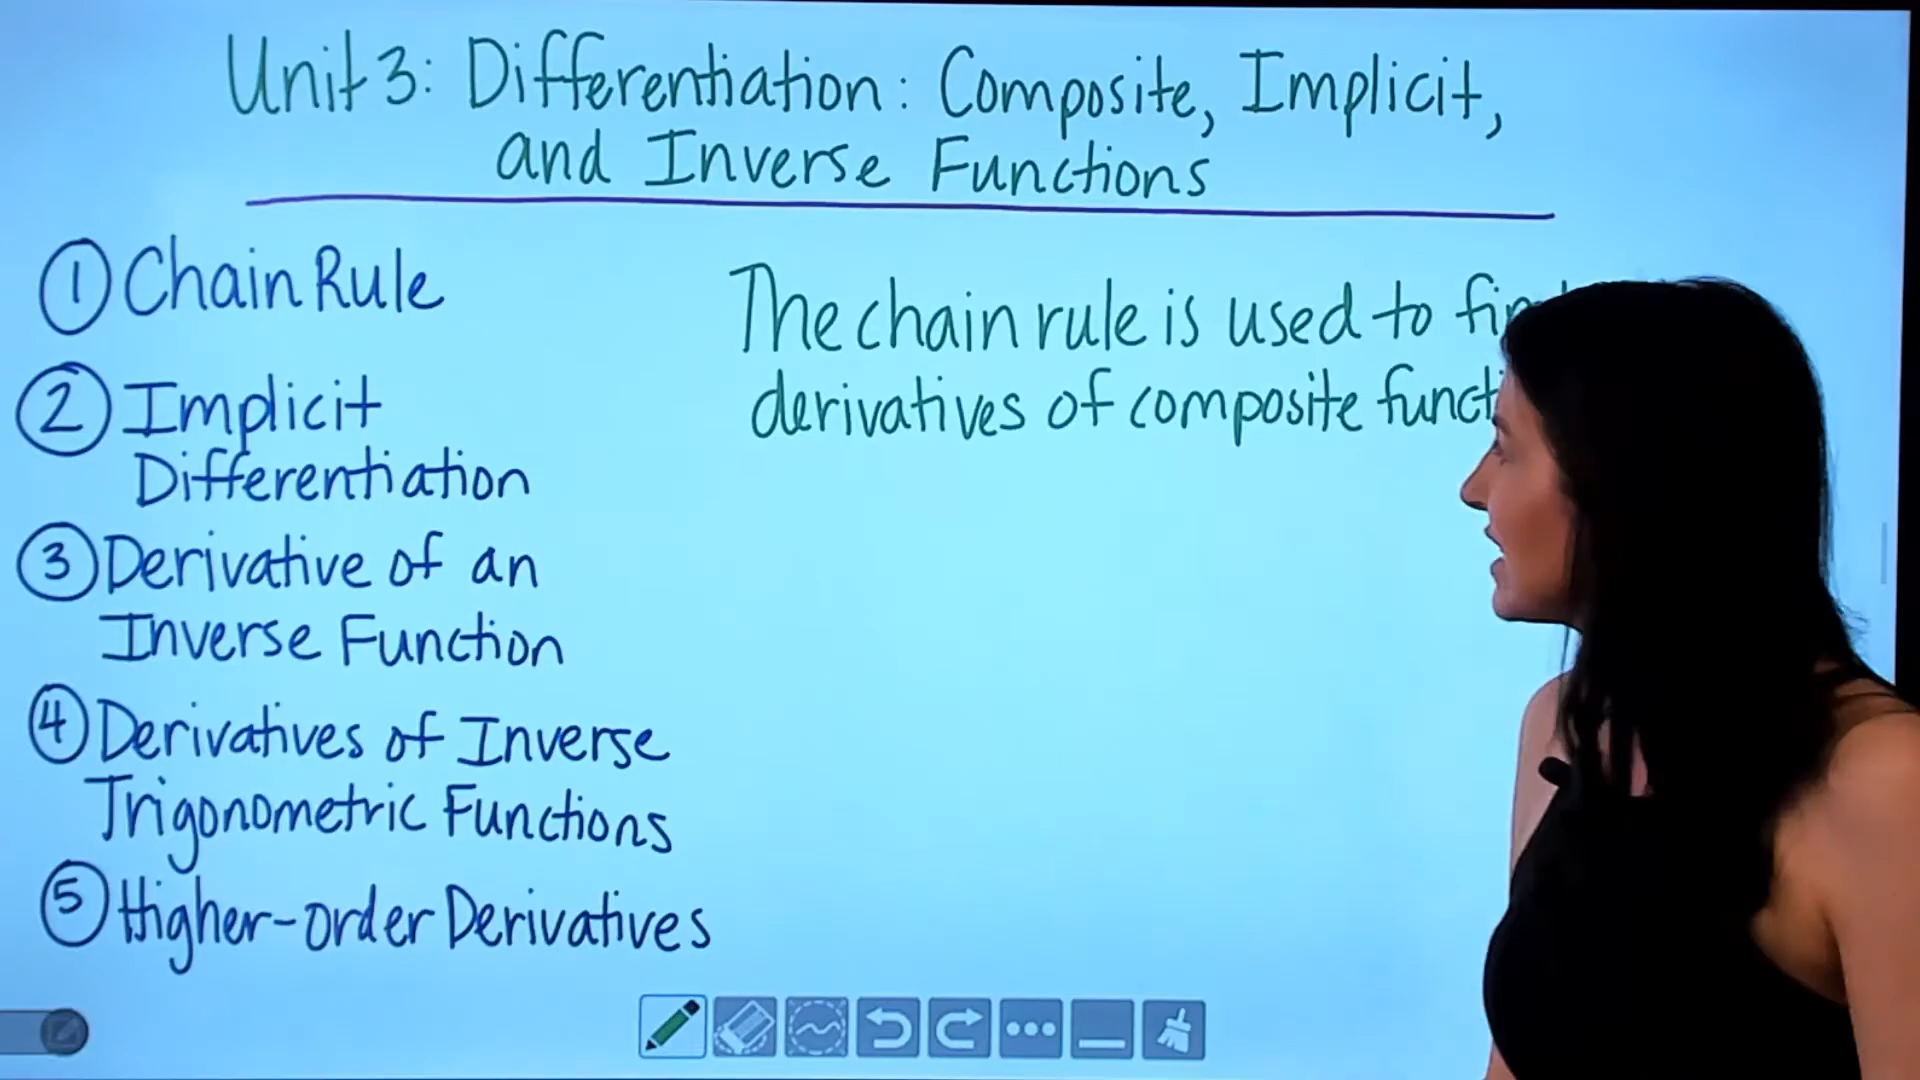 Unit 3: Differentiation: Composite, Implicit,
and Inverse Functions
① Chain Rule
② Implicit
Differentiation
③ Derivative of an
Inverse Function
④ Derivatives of Inverse
Trigonometric Functions
⑤ Higher-order Derivatives
The chain rule is used to
derivatives of composite